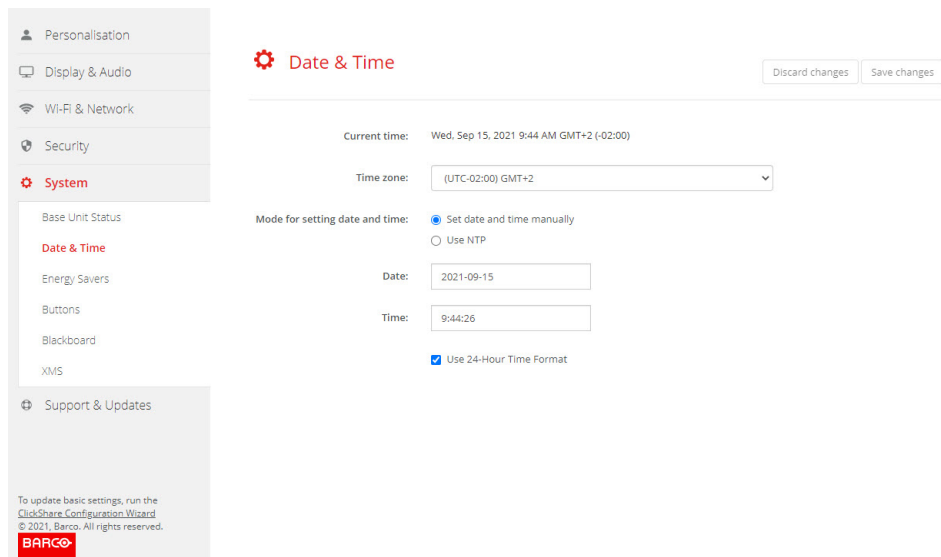 Personalisation
Display & Audio
Wi-Fi & Network
Security
System
Base Unit Status
Date & Time
Energy Savers
Buttons
Blackboard
XMS
Support & Updates
To update basic settings, run the
ClickShare Configuration Wizard
© 2021, Barco. All rights reserved.
BARCO
Date & Time
Discard changes
Save changes
Current time: Wed, Sep 15, 2021 9:44 AM GMT+2 (-02:00)
Time zone: (UTC-02:00) GMT+2
Mode for setting date and time: Set date and time manually
Use NTP
Date: 2021-09-15
Time: 9:44:26
Use 24-Hour Time Format